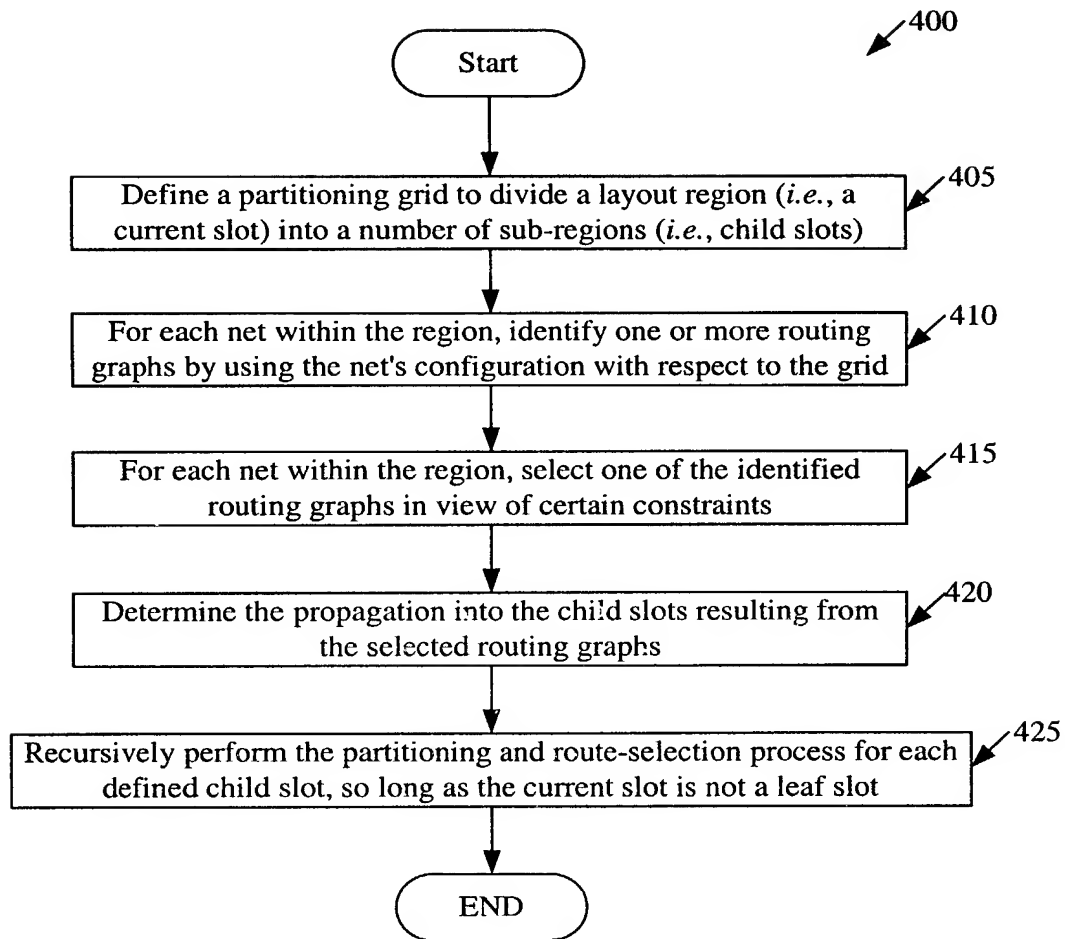 400
Start
Define a partitioning grid to divide a layout region (i.e., a
current slot) into a number of sub-regions (i.e., child slots)
405
For each net within the region, identify one or more routing
graphs by using the net's configuration with respect to the grid
410
For each net within the region, select one of the identified
routing graphs in view of certain constraints
415
Determine the propagation into the child slots resulting from
the selected routing graphs
420
Recursively perform the partitioning and route-selection process for each
defined child slot, so long as the current slot is not a leaf slot
425
END